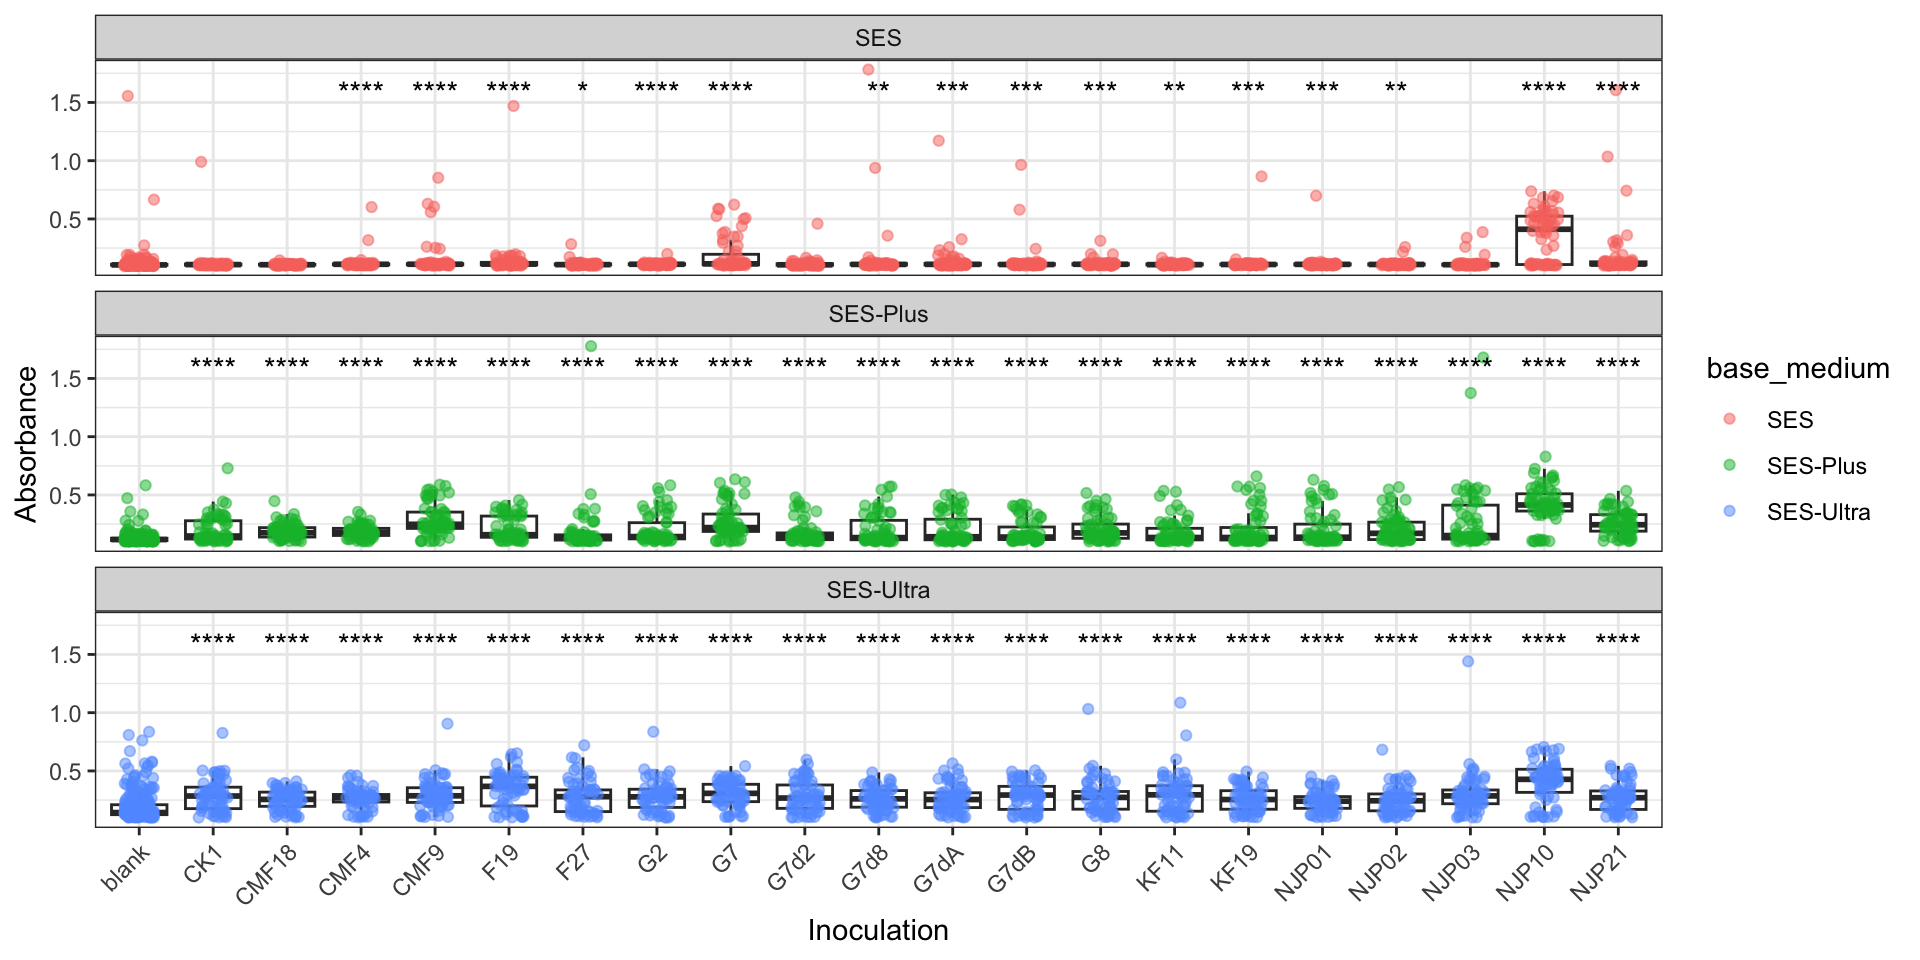 SES
**** **** **** * **** **** ** *** *** *** ** *** *** ** **** ****
1.5
1.0
0.5
SES-Plus
**** **** **** **** **** **** **** **** **** **** **** **** **** **** **** **** **** **** **** ****
1.5
1.0
0.5
SES-Ultra
**** **** **** **** **** **** **** **** **** **** **** **** **** **** **** **** **** **** **** ****
1.5
1.0
0.5
Absorbance
blank CK1 CMF18 CMF4 CMF9 F19 F27 G2 G7 G7d2 G7d8 G7dA G7dB G8 KF11 KF19 NJP01 NJP02 NJP03 NJP10 NJP21
Inoculation
base_medium
SES
SES-Plus
SES-Ultra